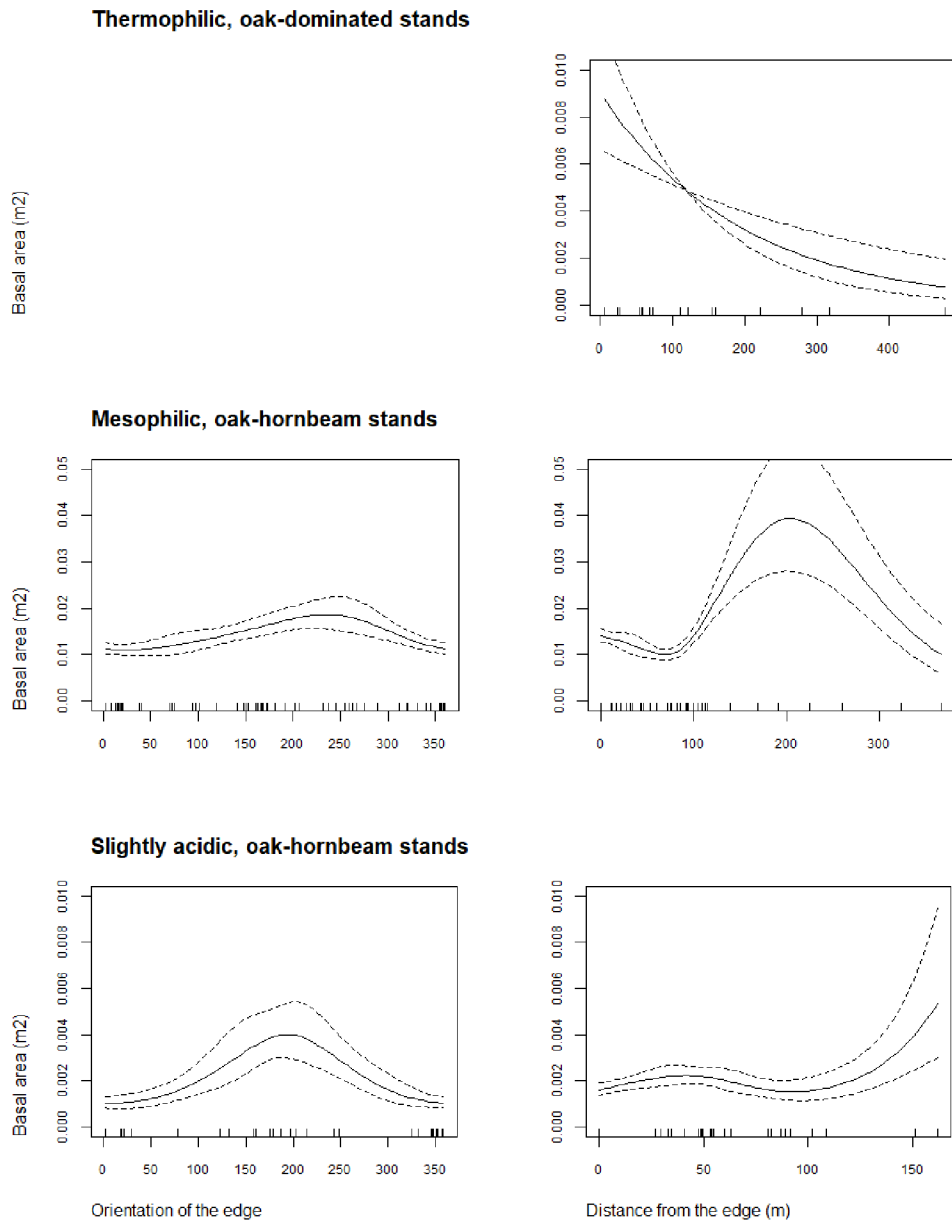 Thermophilic, oak-dominated stands
Basal area (m2)
0.000 0.002 0.004 0.006 0.008 0.010
0 100 200 300 400
Mesophilic, oak-hornbeam stands
Basal area (m2)
0.00 0.01 0.02 0.03 0.04 0.05
0 50 100 150 200 250 300 350
0.00 0.01 0.02 0.03 0.04 0.05
0 100 200 300
Slightly acidic, oak-hornbeam stands
Basal area (m2)
0.000 0.002 0.004 0.006 0.008 0.010
0 50 100 150 200 250 300 350
0.000 0.002 0.004 0.006 0.008 0.010
0 50 100 150
Orientation of the edge
Distance from the edge (m)